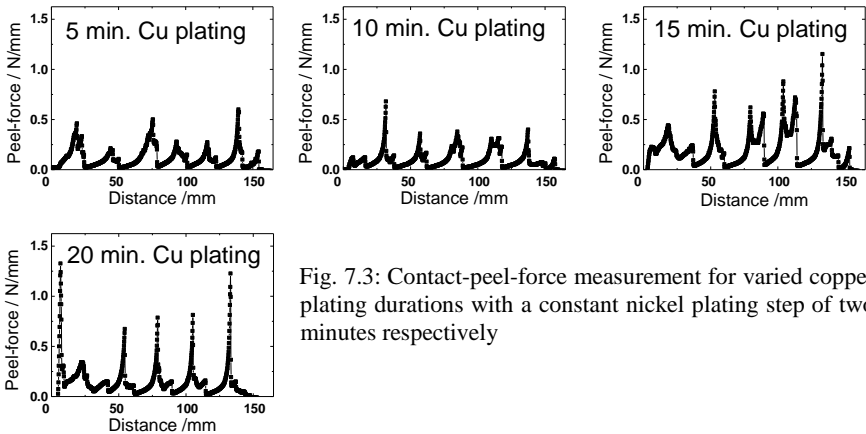 5 min. Cu plating
1.5
1.0
0.5
0.0
Peel-force / N/mm
0 50 100 150
Distance /mm
10 min. Cu plating
1.5
1.0
0.5
0.0
Peel-force / N/mm
0 50 100 150
Distance /mm
15 min. Cu plating
1.5
1.0
0.5
0.0
Peel-force / N/mm
0 50 100 150
Distance /mm
20 min. Cu plating
1.5
1.0
0.5
0.0
Peel-force / N/mm
0 50 100 150
Distance /mm
Fig. 7.3: Contact-peel-force measurement for varied coppe
plating durations with a constant nickel plating step of two
minutes respectively